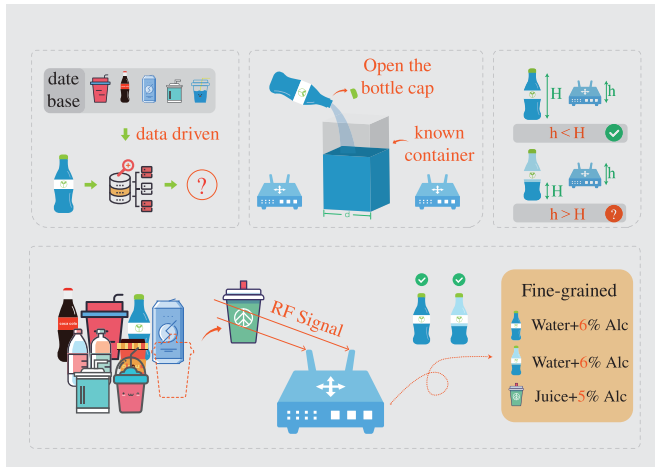 date
base
data driven
?
Open the
bottle cap
known
container
d
H
h
h < H
H
h
h > H
?
RF Signal
Fine-grained
Water+6% Alc
Water+6% Alc
Juice+5% Alc